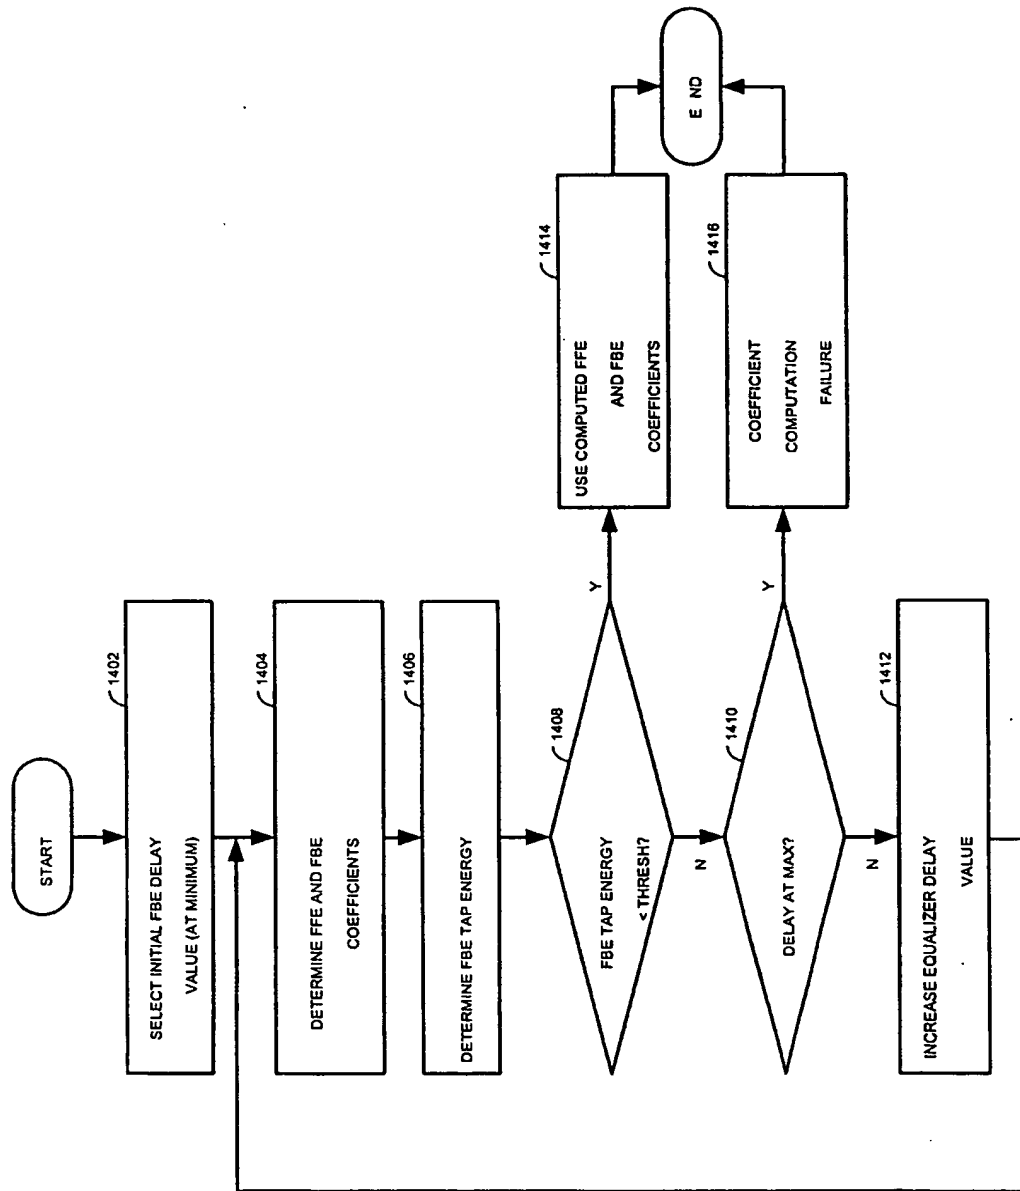 START
1402
SELECT INITIAL FBE DELAY
VALUE (AT MINIMUM)
1404
DETERMINE FFE AND FBE
COEFFICIENTS
1406
DETERMINE FBE TAP ENERGY
1408
FBE TAP ENERGY
< THRESH?
Y
N
1414
USE COMPUTED FFE
AND FBE
COEFFICIENTS
1410
DELAY AT MAX?
Y
N
1416
COEFFICIENT
COMPUTATION
FAILURE
1412
INCREASE EQUALIZER DELAY
VALUE
E ND